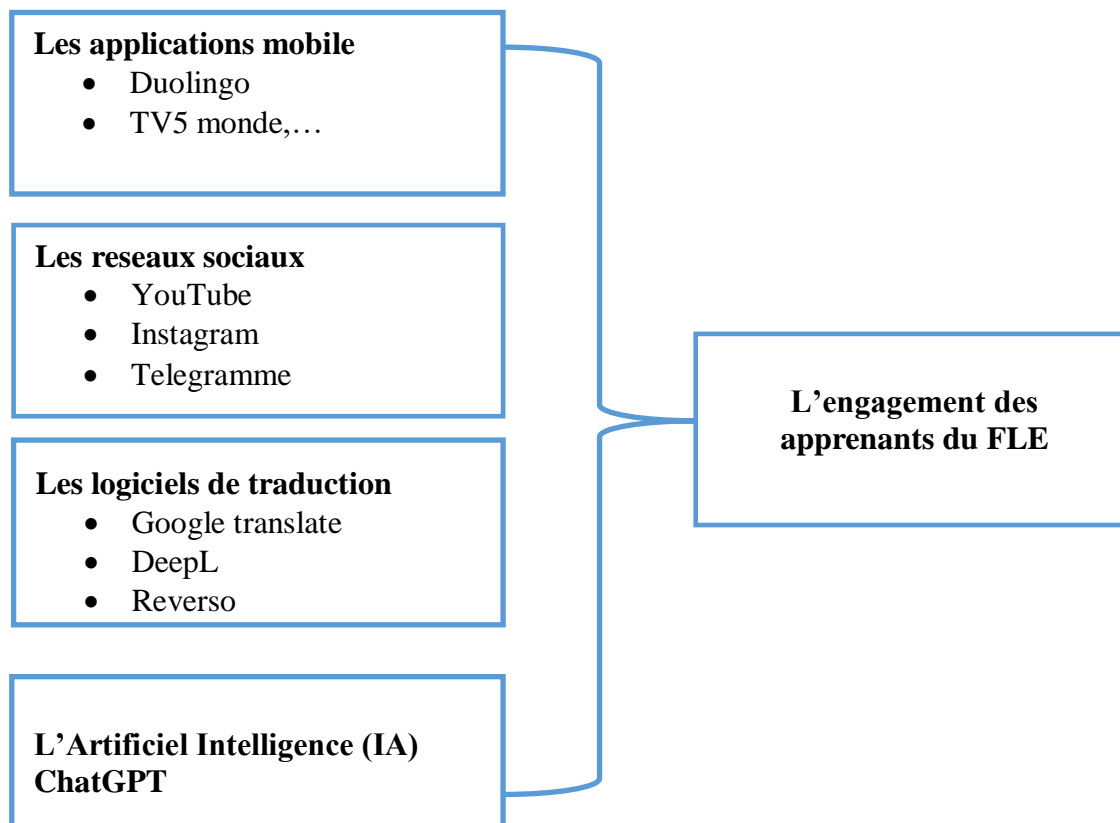 Les applications mobile
• Duolingo
• TV5 monde,…
Les reseaux sociaux
• YouTube
• Instagram
• Telegramme
Les logiciels de traduction
• Google translate
• DeepL
• Reverso
L’Artificiel Intelligence (IA)
ChatGPT
L’engagement des
apprenants du FLE